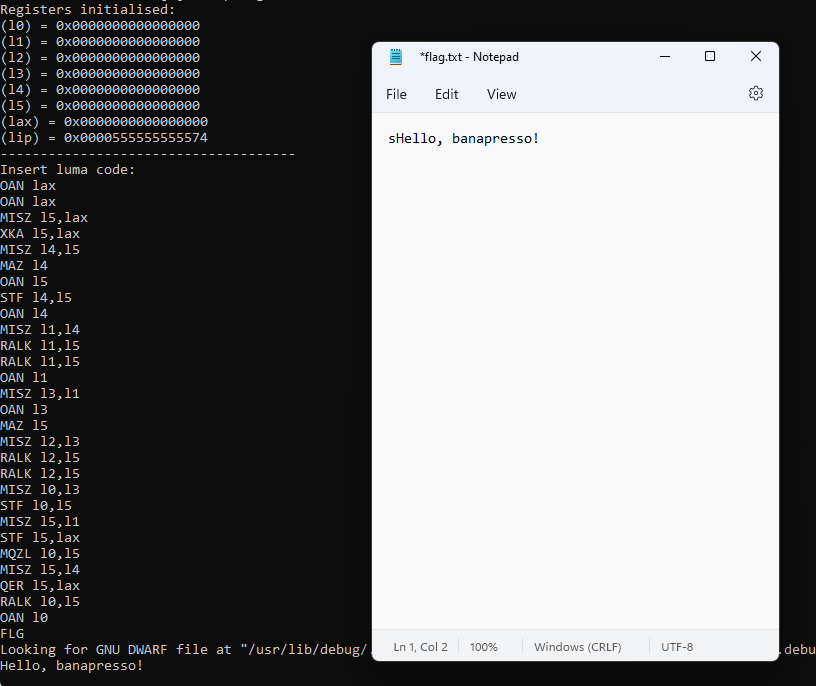 Registers initialised:
(l0) = 0x0000000000000000
(l1) = 0x0000000000000000
(l2) = 0x0000000000000000
(l3) = 0x0000000000000000
(l4) = 0x0000000000000000
(l5) = 0x0000000000000000
(lax) = 0x0000000000000000
(lip) = 0x0000555555555574
-------------------------------------
Insert luma code:
OAN lax
OAN lax
MISZ l5,lax
XKA l5,lax
MISZ l4,l5
MAZ l4
OAN l5
STF l4,l5
OAN l4
MISZ l1,l4
RALK l1,l5
RALK l1,l5
OAN l1
MISZ l3,l1
OAN l3
MAZ l5
MISZ l2,l3
RALK l2,l5
RALK l2,l5
MISZ l0,l3
STF l0,l5
MISZ l5,l1
STF l5,lax
MQZL l0,l5
MISZ l5,l4
QER l5,lax
RALK l0,l5
OAN l0
FLG
Looking for GNU DWARF file at "/usr/lib/debug/ .debu
Hello, banapresso!
*flag.txt - Notepad
File Edit View
sHello, banapresso!
Ln 1, Col 2 100% Windows (CRLF) UTF-8